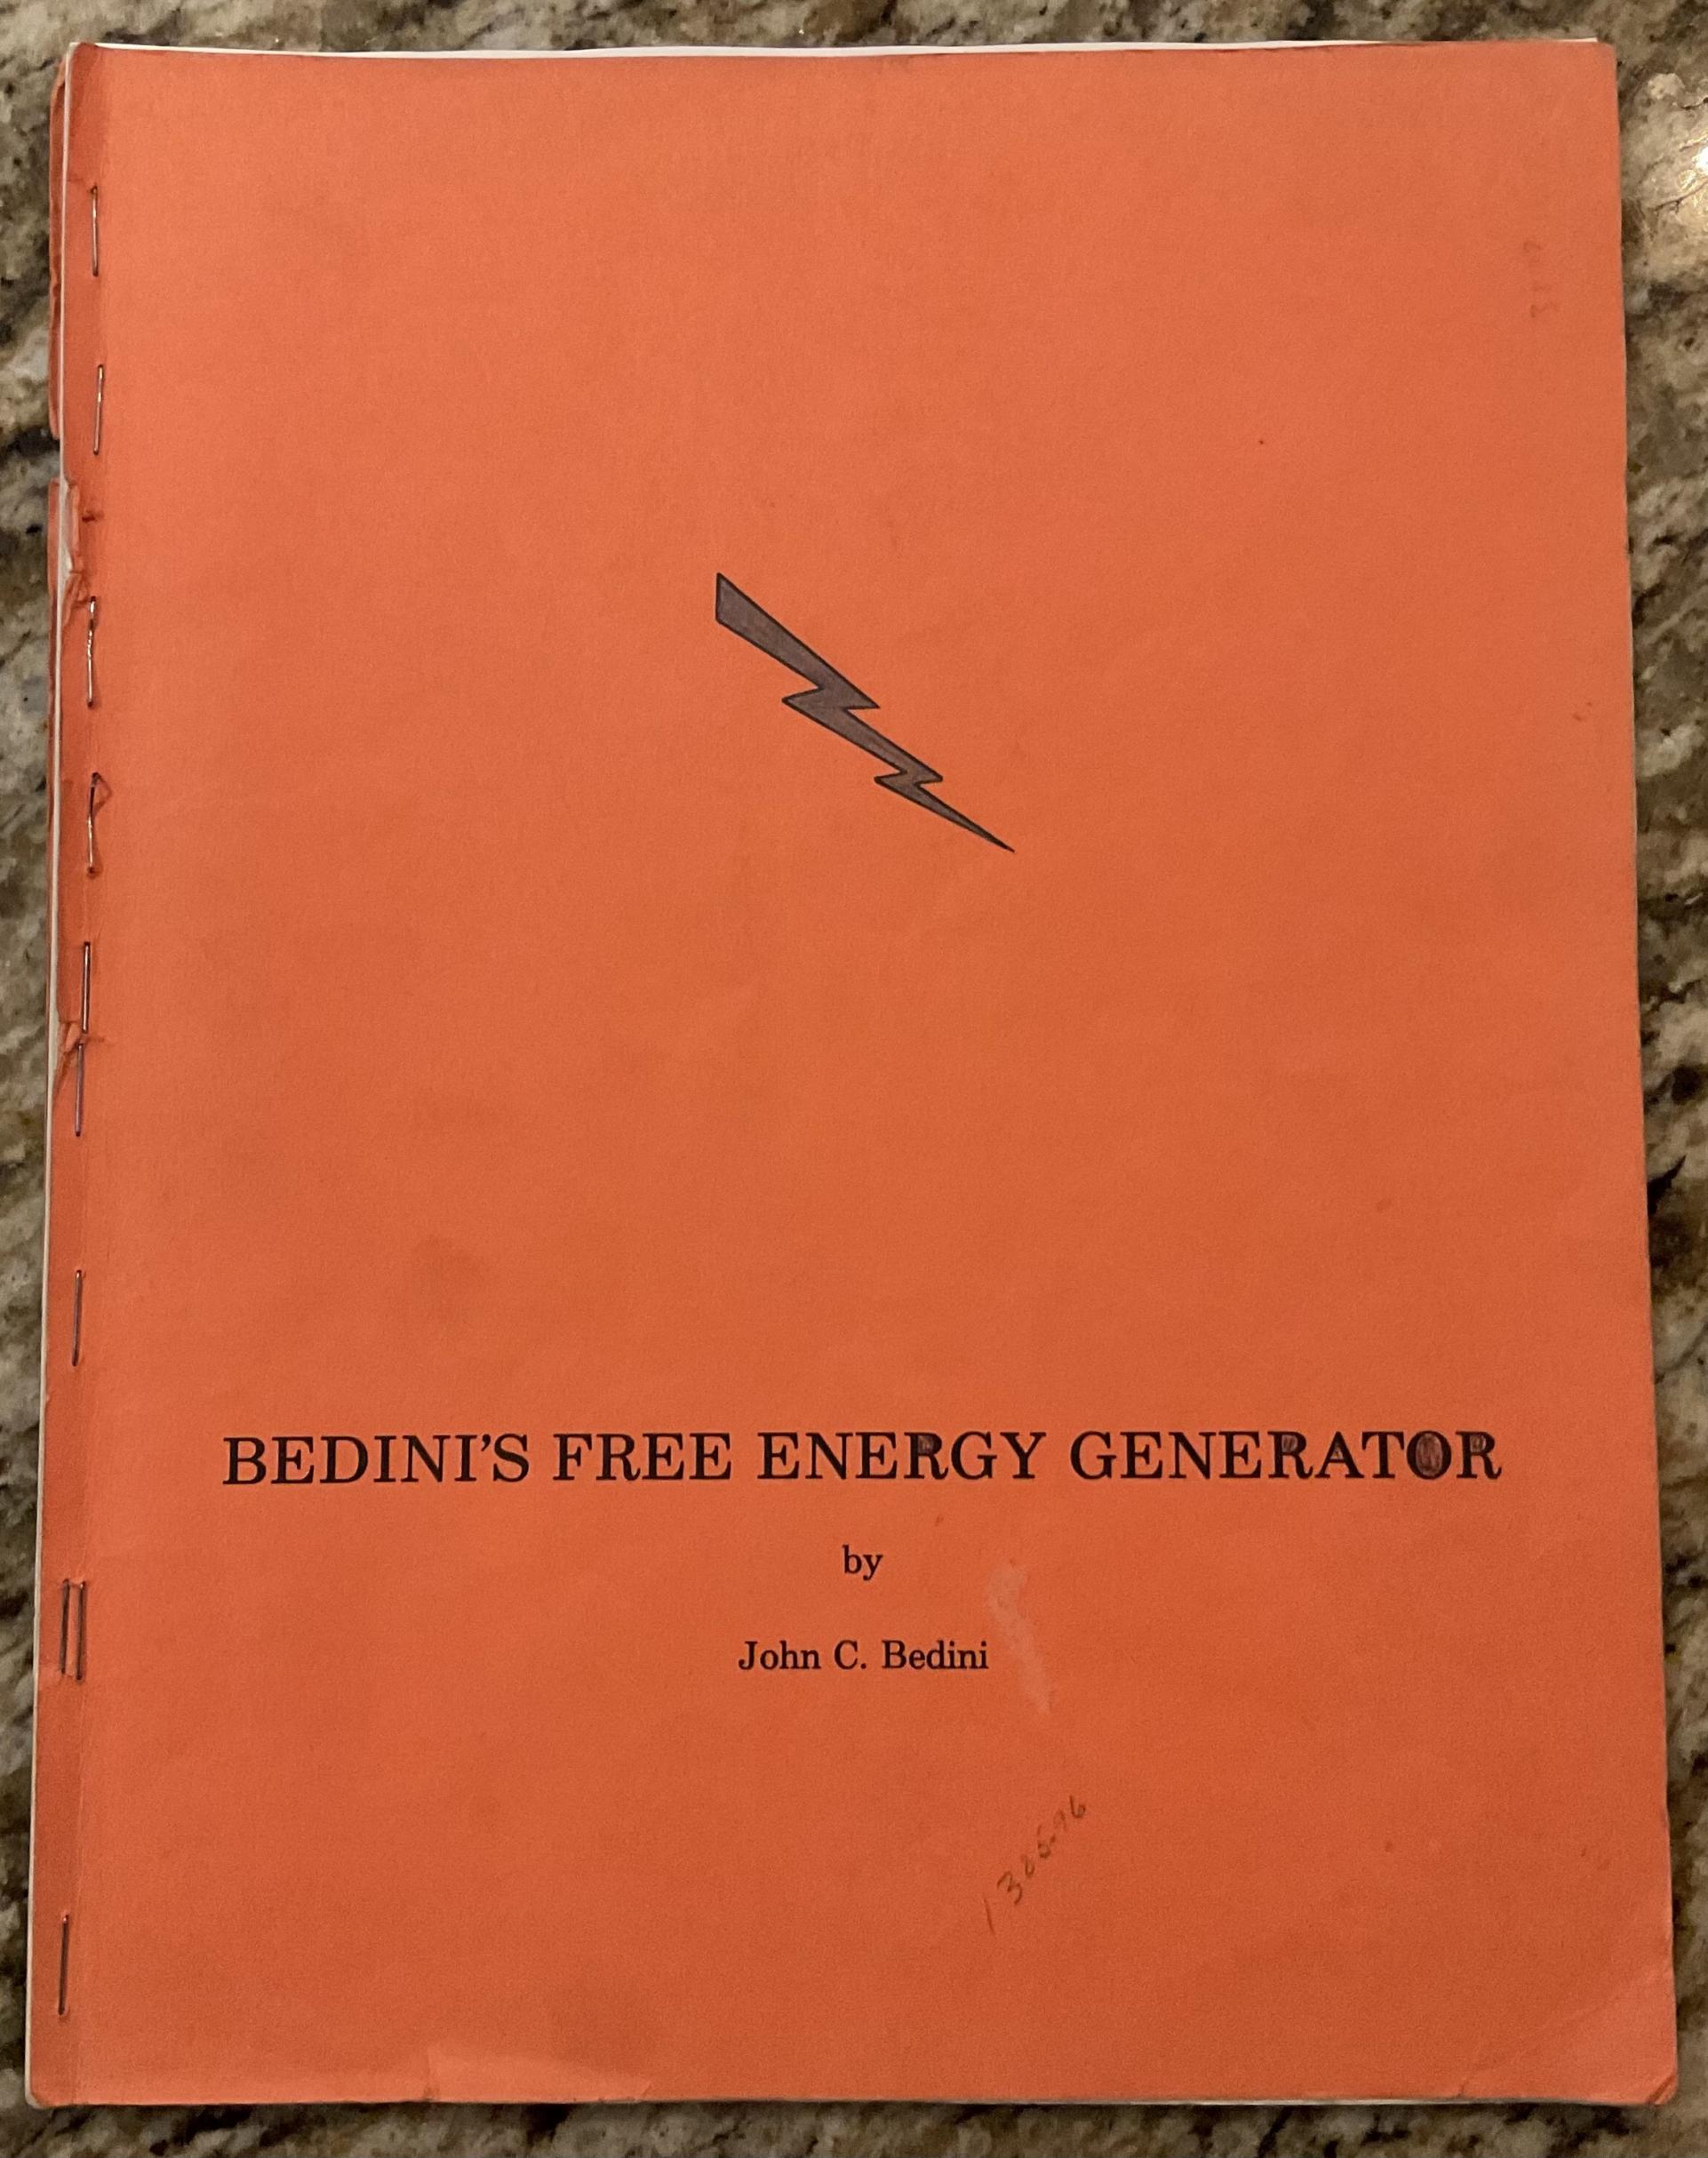 BEDINI'S FREE ENERGY GENERATOR
by
John C. Bedini